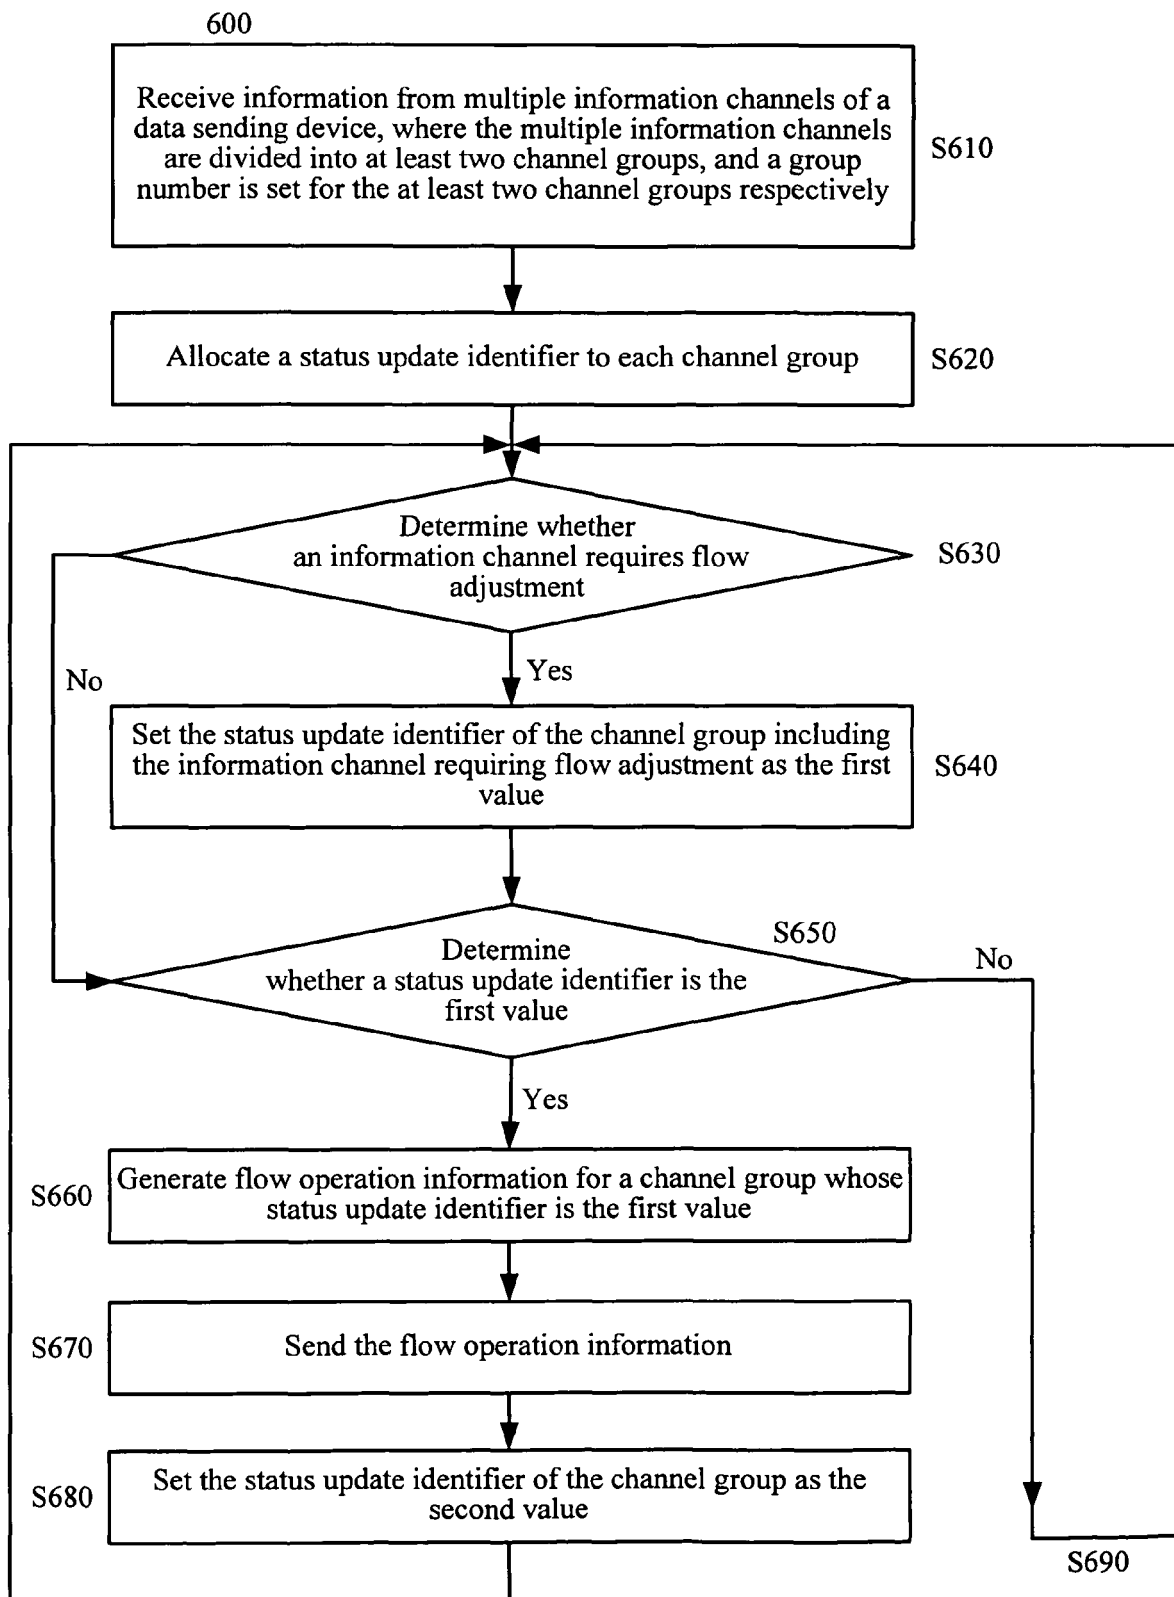 600
Receive information from multiple information channels of a
data sending device, where the multiple information channels
are divided into at least two channel groups, and a group
number is set for the at least two channel groups respectively
S610
Allocate a status update identifier to each channel group
S620
Determine whether
an information channel requires flow
adjustment
S630
No
Yes
Set the status update identifier of the channel group including
the information channel requiring flow adjustment as the first
value
S640
S650
Determine
whether a status update identifier is the
first value
No
Yes
S660
Generate flow operation information for a channel group whose
status update identifier is the first value
S670
Send the flow operation information
S680
Set the status update identifier of the channel group as the
second value
S690